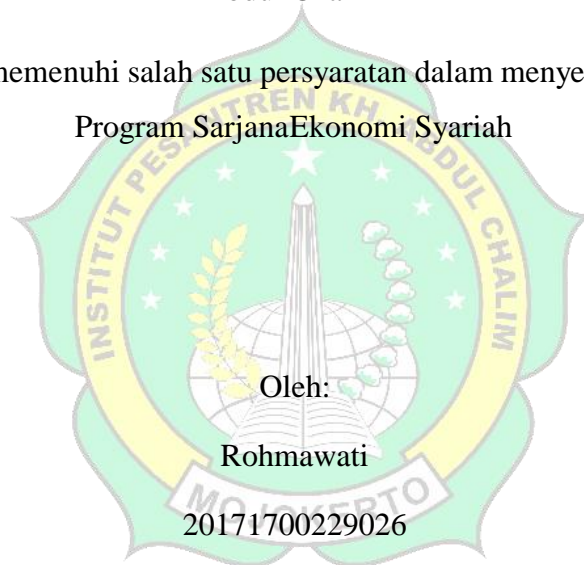 memenuhi salah satu persyaratan dalam menye
Program SarjanaEkonomi Syariah
INSTITUT PESANTREN KH. ABDUL CHALIM
Oleh:
Rohmawati
MOJOKERTO
20171700229026